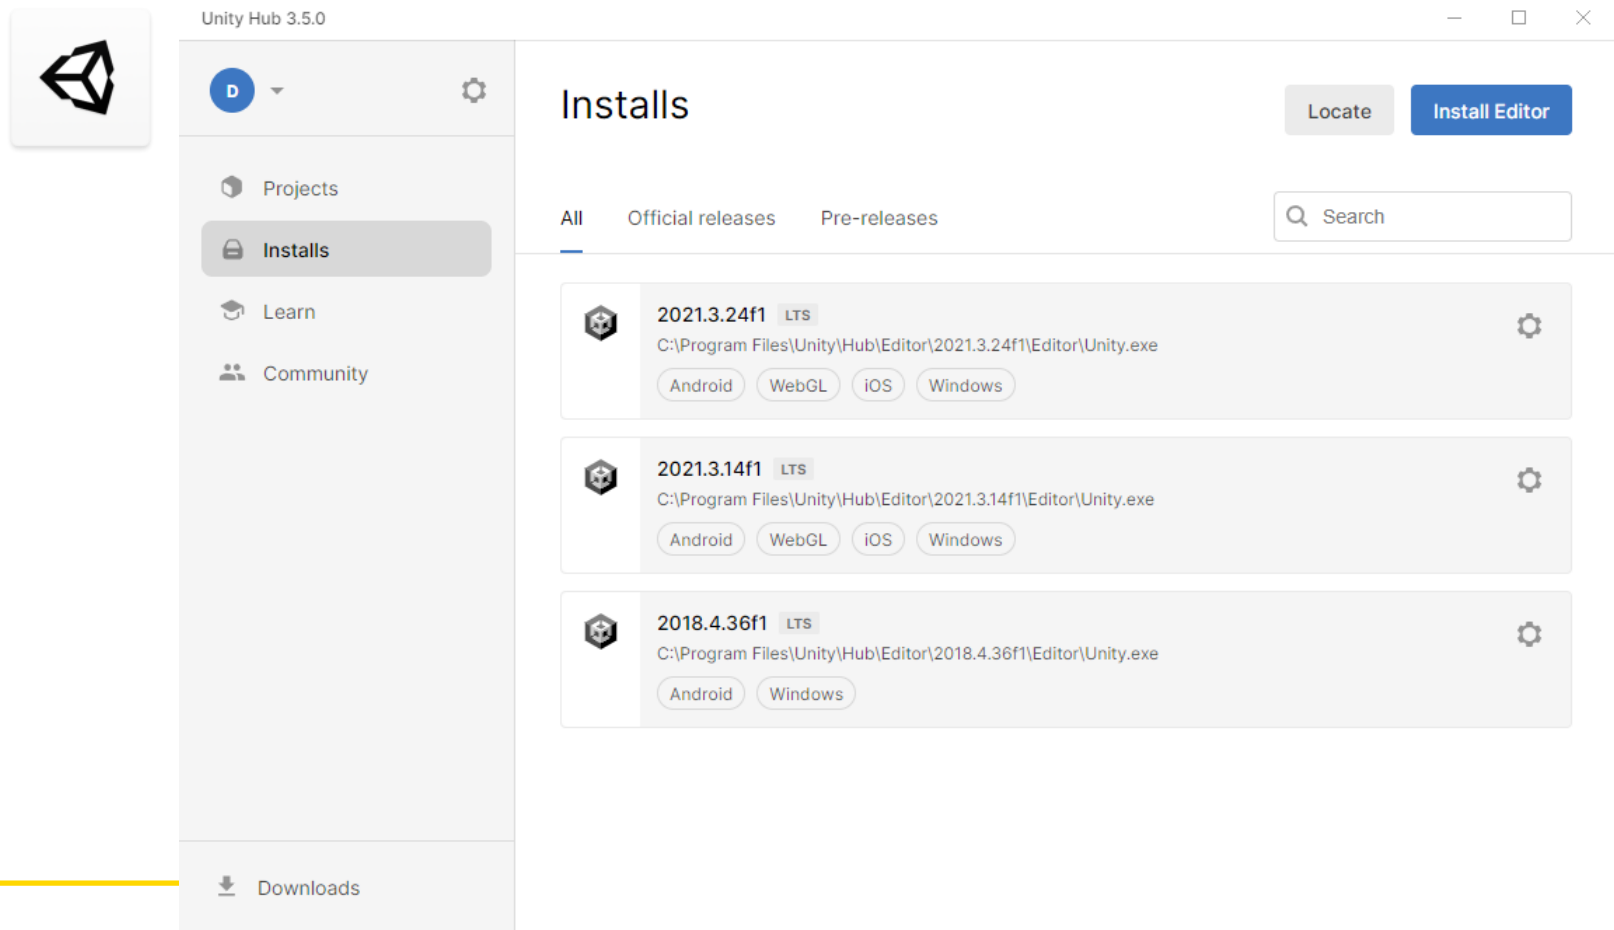 Unity Hub 3.5.0
D
Projects
Installs
Learn
Community
Downloads
Installs
Locate
Install Editor
All Official releases Pre-releases
Search
2021.3.24f1 LTS
C:\Program Files\Unity\Hub\Editor\2021.3.24f1\Editor\Unity.exe
Android WebGL iOS Windows
2021.3.14f1 LTS
C:\Program Files\Unity\Hub\Editor\2021.3.14f1\Editor\Unity.exe
Android WebGL iOS Windows
2018.4.36f1 LTS
C:\Program Files\Unity\Hub\Editor\2018.4.36f1\Editor\Unity.exe
Android Windows